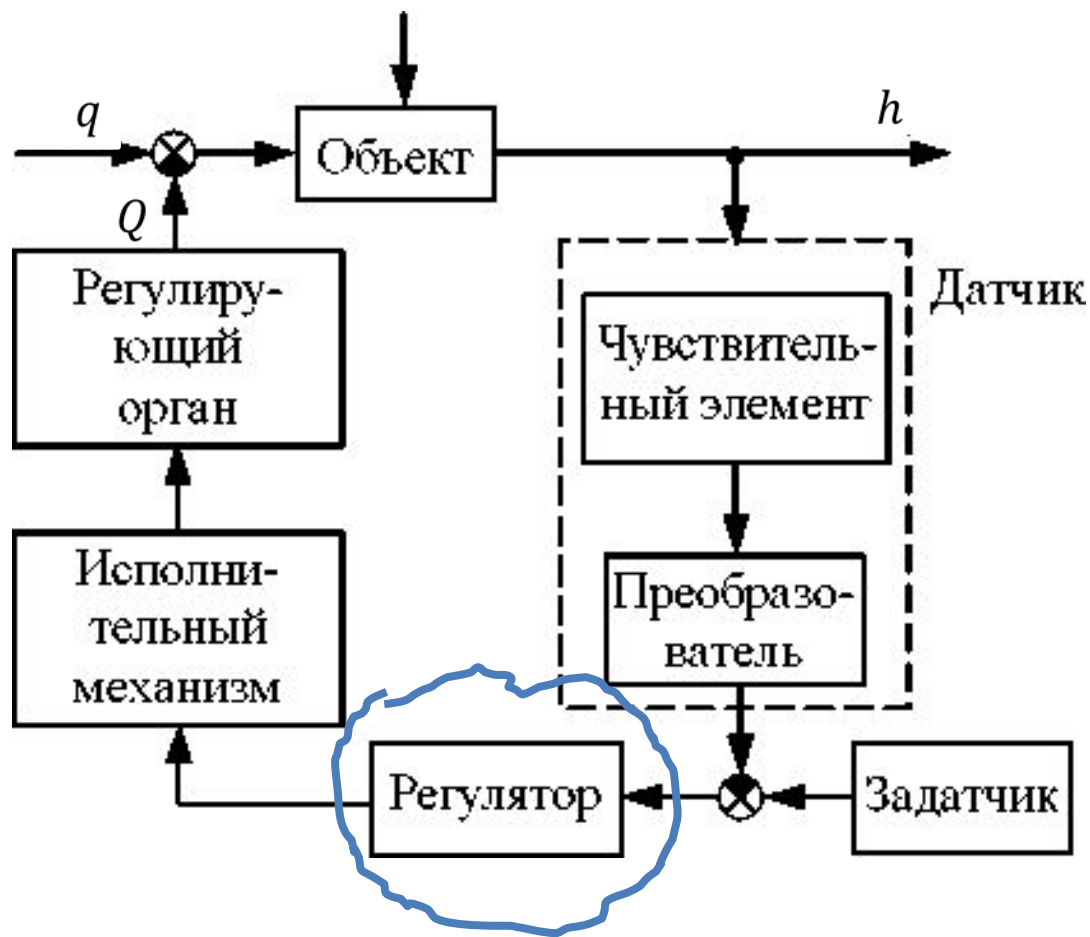 q
h
Объект
Q
Регулиру-
ющий
орган
Датчик
Чувствитель-
ный элемент
Исполни-
тельный
механизм
Преобразо-
ватель
Регулятор
Задатчик